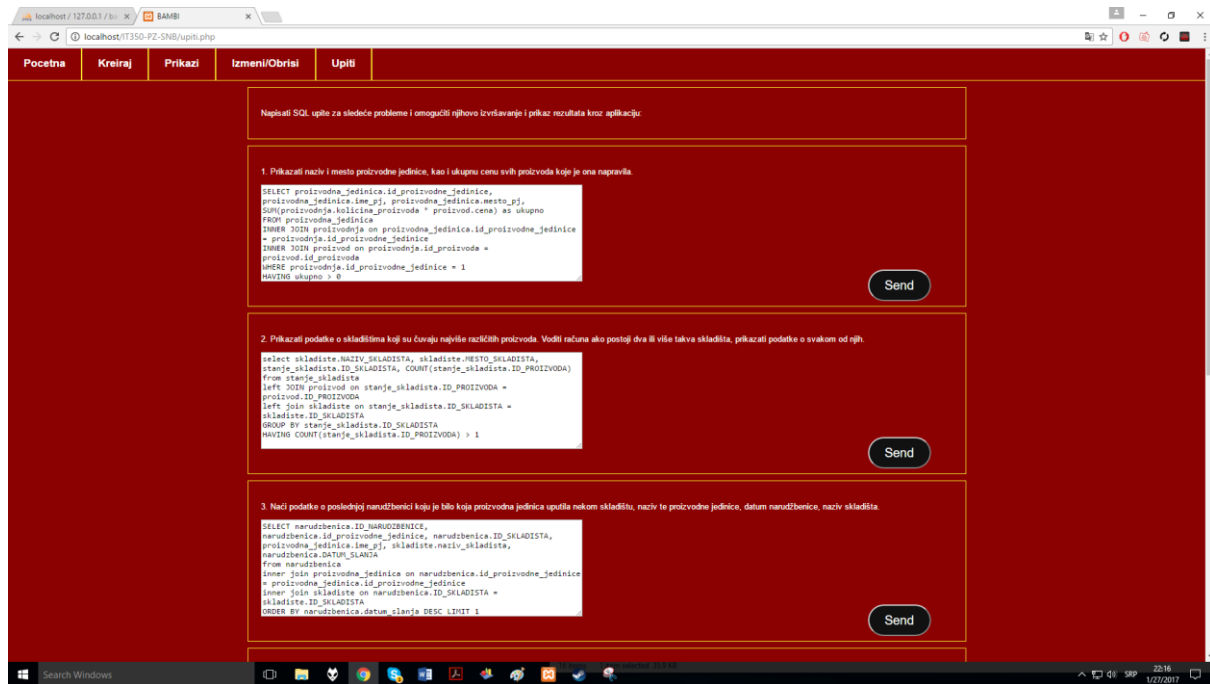 localhost / 127.0.0.1 / ba
BAMBI
localhost/IT350-PZ-SNB/upiti.php
Pocetna
Kreiraj
Prikazi
Izmeni/Obrisi
Upiti
Napisati SQL upite za sledeće probleme i omogućiti njihovo izvršavanje i prikaz rezultata kroz aplikaciju:
1. Prikazati naziv i mesto proizvodne jedinice, kao i ukupnu cenu svih proizvoda koje je ona napravila.
SELECT proizvodna_jedinica.id_proizvodne_jedinice,
proizvodna_jedinica.ime_pj, proizvodna_jedinica.mesto_pj,
SUM(proizvodnja.kolicina_proizvoda * proizvod.cena) as ukupno
FROM proizvodna_jedinica
INNER JOIN proizvodnja on proizvodna_jedinica.id_proizvodne_jedinice
= proizvodnja.id_proizvodne_jedinice
INNER JOIN proizvod on proizvodnja.id_proizvoda =
proizvod.id_proizvoda
WHERE proizvodnja.id_proizvodne_jedinice = 1
HAVING ukupno > 0
Send
2. Prikazati podatke o skladištima koji su čuvaju najviše različitih proizvoda. Voditi računa ako postoji dva ili više takva skladišta, prikazati podatke o svakom od njih.
select skladiste.NAZIV_SKLADISTA, skladiste.MESTO_SKLADISTA,
stanje_skladista.ID_SKLADISTA, COUNT(stanje_skladista.ID_PROIZVODA)
from stanje_skladista
left JOIN proizvod on stanje_skladista.ID_PROIZVODA =
proizvod.ID_PROIZVODA
left join skladiste on stanje_skladista.ID_SKLADISTA =
skladiste.ID_SKLADISTA
GROUP BY stanje_skladista.ID_SKLADISTA
HAVING COUNT(stanje_skladista.ID_PROIZVODA) > 1
Send
3. Naći podatke o poslednjoj narudžbenici koju je bilo koja proizvodna jedinica uputila nekom skladištu, naziv te proizvodne jedinice, datum narudžbenice, naziv skladišta.
SELECT narudzbenica.ID_NARUDZBENICE,
narudzbenica.id_proizvodne_jedinice, narudzbenica.ID_SKLADISTA,
proizvodna_jedinica.ime_pj, skladiste.naziv_skladista,
narudzbenica.DATUM_SLANJA
from narudzbenica
inner join proizvodna_jedinica on narudzbenica.id_proizvodne_jedinice
= proizvodna_jedinica.id_proizvodne_jedinice
inner join skladiste on narudzbenica.ID_SKLADISTA =
skladiste.ID_SKLADISTA
ORDER BY narudzbenica.datum_slanja DESC LIMIT 1
Send
Search Windows
SRP
22:16
1/27/2017